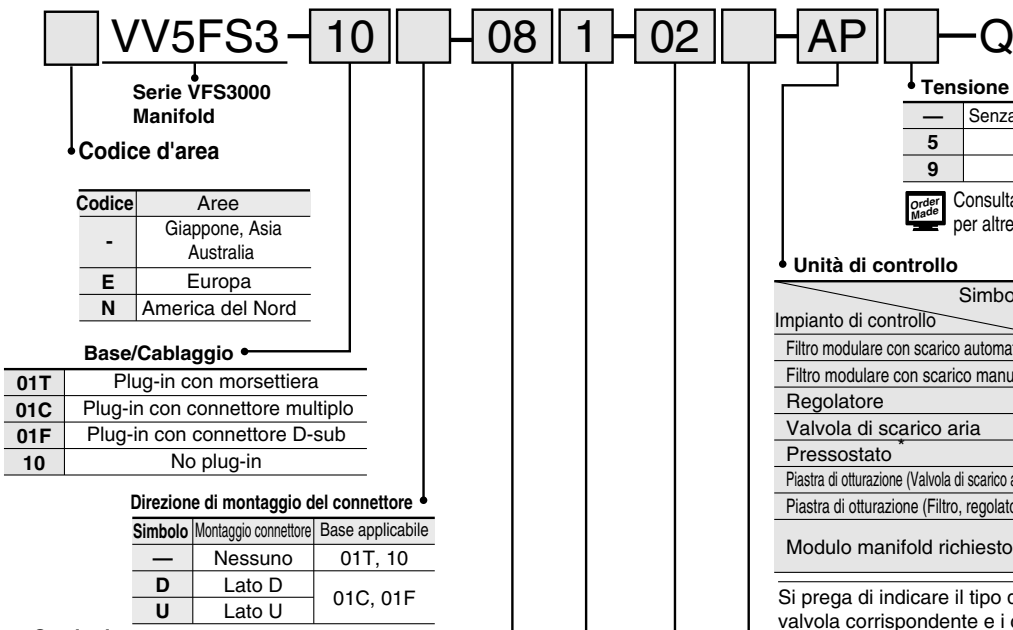 VV5FS3 - 10 - 08 1 - 02 - AP - Q
Serie VFS3000
Manifold
Codice d'area
Codice Aree
- Giappone, Asia
Australia
E Europa
N America del Nord
Base/Cablaggio
01T Plug-in con morsettiera
01C Plug-in con connettore multiplo
01F Plug-in con connettore D-sub
10 No plug-in
Direzione di montaggio del connettore
Simbolo Montaggio connettore Base applicabile
— Nessuno 01T, 10
D Lato D 01C, 01F
U Lato U
Tensione
— Senza
5
9
Order Made
Consulta
per altre
Unità di controllo
Simbo
Impianto di controllo
Filtro modulare con scarico automa
Filtro modulare con scarico manu
Regolatore
Valvola di scarico aria
Pressostato *
Piastra di otturazione (Valvola di scarico a
Piastra di otturazione (Filtro, regolato
Modulo manifold richiesto
Si prega di indicare il tipo d
valvola corrispondente e i c